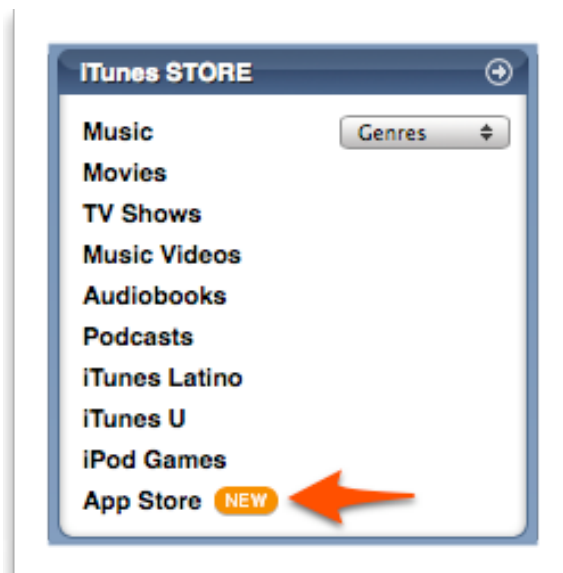 iTunes STORE
Music Genres
Movies
TV Shows
Music Videos
Audiobooks
Podcasts
iTunes Latino
iTunes U
iPod Games
App Store NEW